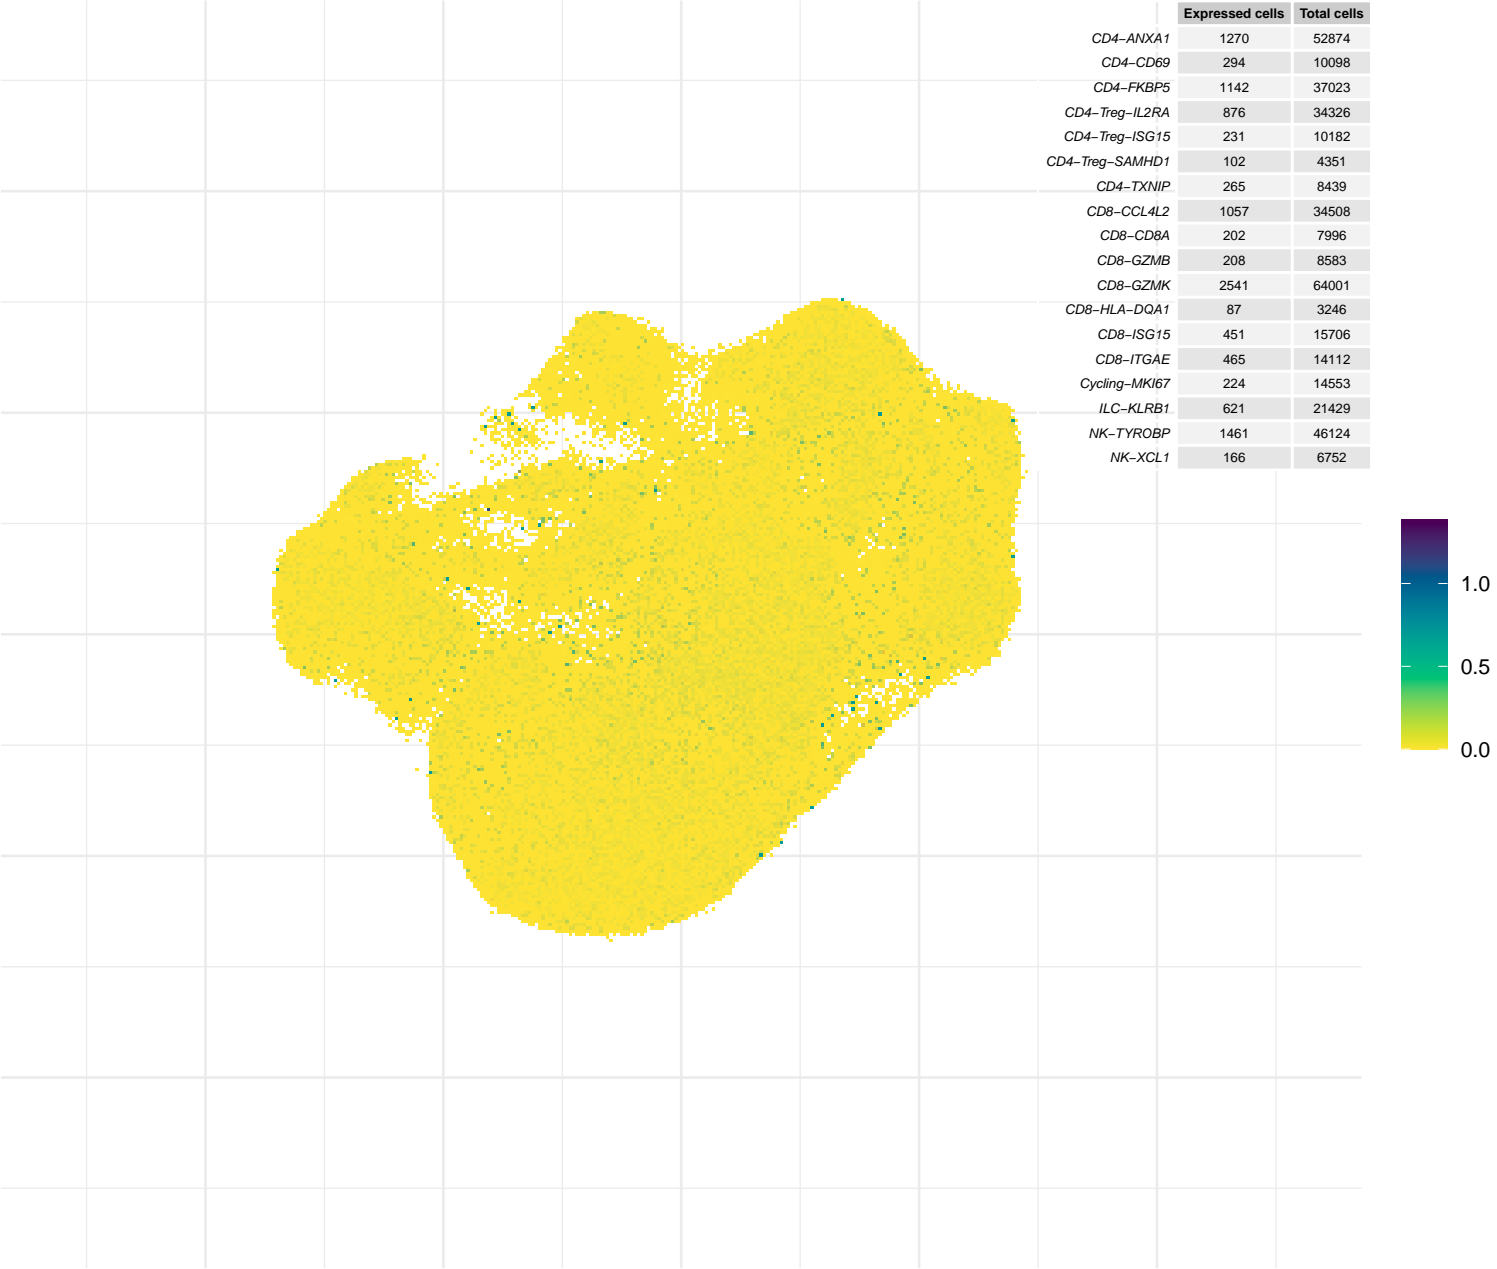 Expressed cells Total cells
CD4−ANXA1 1270 52874
CD4−CD69 294 10098
CD4−FKBP5 1142 37023
CD4−Treg−IL2RA 876 34326
CD4−Treg−ISG15 231 10182
CD4−Treg−SAMHD1 102 4351
CD4−TXNIP 265 8439
CD8−CCL4L2 1057 34508
CD8−CD8A 202 7996
CD8−GZMB 208 8583
CD8−GZMK 2541 64001
CD8−HLA−DQA1 87 3246
CD8−ISG15 451 15706
CD8−ITGAE 465 14112
Cycling−MKI67 224 14553
ILC−KLRB1 621 21429
NK−TYROBP 1461 46124
NK−XCL1 166 6752
1.0
0.5
0.0